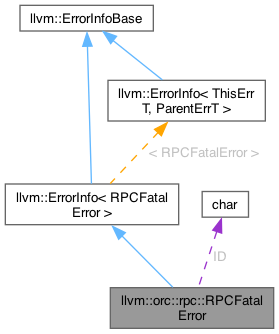 llvm::ErrorInfoBase
llvm::ErrorInfo< ThisErr
T, ParentErrT >
< RPCFatalError >
llvm::ErrorInfo< RPCFatal
Error >
char
ID
llvm::orc::rpc::RPCFatal
Error